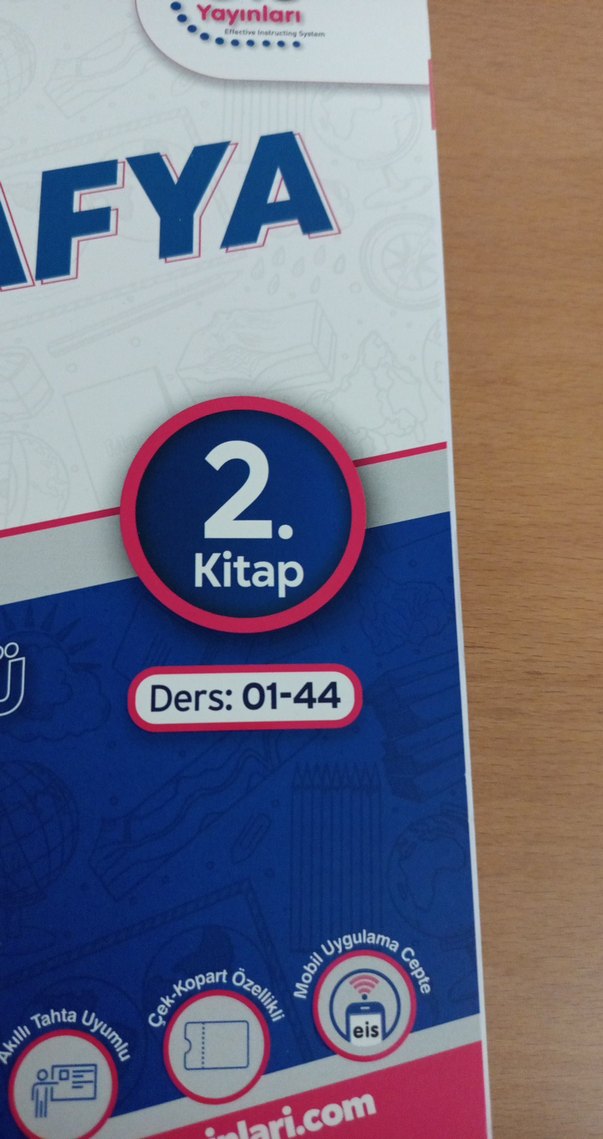 Yayınları
Effective Instructing System
AFYA
2.
Kitap
Ders: 01-44
Akıllı Tahta Uyumlu
Çek-Kopart Özellikli
Mobil Uygulama Cepte
eis
inlari.com